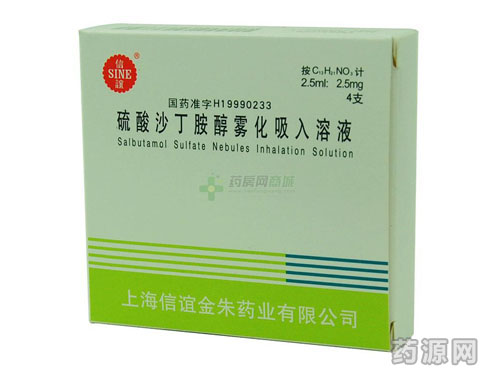 信
SINE
谊
®
按C₁₃H₂₁NO₃计
2.5ml: 2.5mg
4支
国药准字H19990233
硫酸沙丁胺醇雾化吸入溶液
Salbutamol Sulfate Nebules Inhalation Solution
药房网商城
上海信谊金朱药业有限公司
药源网